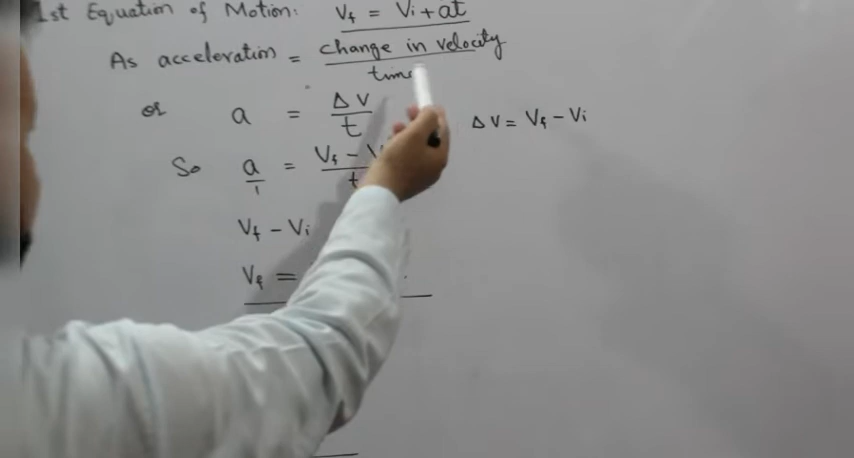 1st Equation of Motion: Vf = Vi + at
As acceleration = change in velocity / time
or a = ΔV / t ΔV = Vf - Vi
So a / 1 = Vf - V / t
Vf - Vi
Vf =